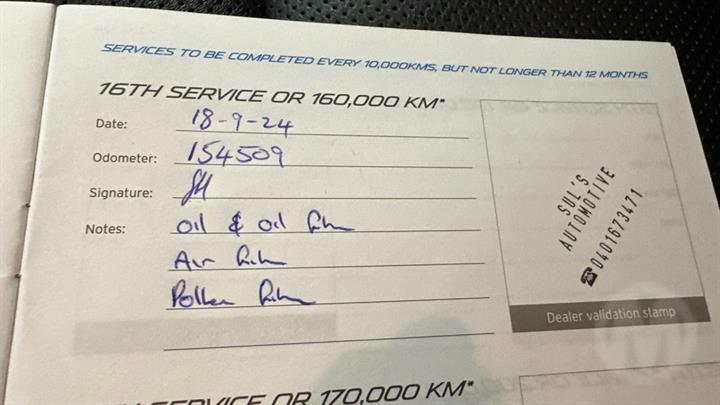 SERVICES TO BE COMPLETED EVERY 10,000KMS, BUT NOT LONGER THAN 12 MONTHS
16TH SERVICE OR 160,000 KM*
Date: 18-9-24
Odometer: 154509
Signature:
Notes: Oil & Oil Filter
Air Filter
Pollen Filter
SUL'S
AUTOMOTIVE
☎0401673471
Dealer validation stamp
SERVICE OR 170,000 KM*